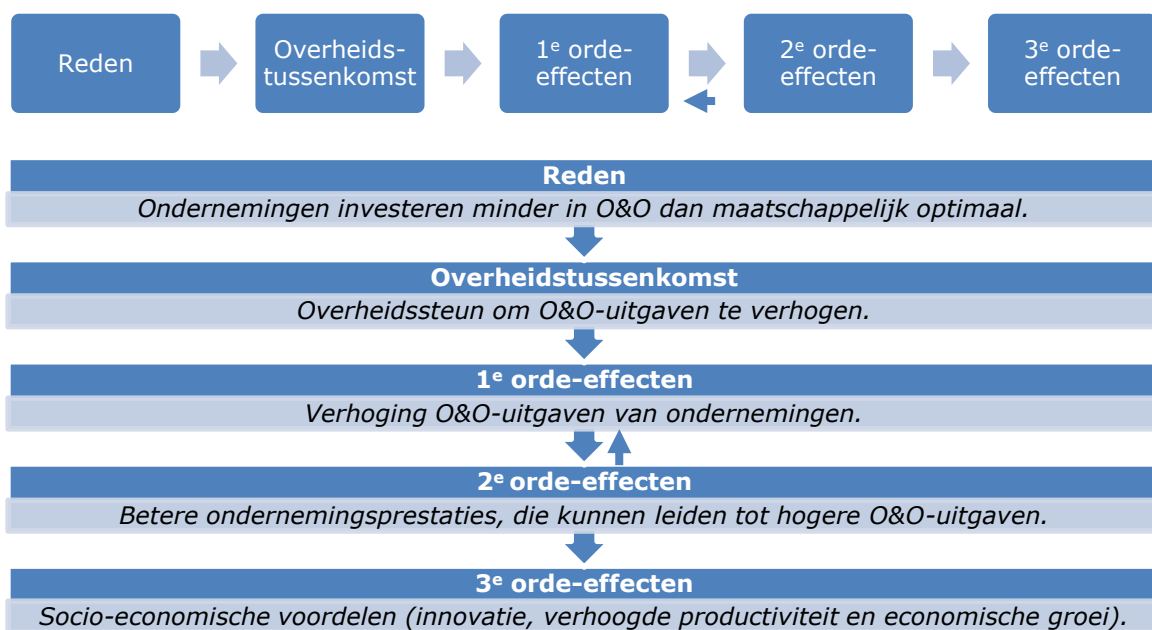 Reden
Overheids-
tussenkomst
1e orde-
effecten
2e orde-
effecten
3e orde-
effecten
Reden
Ondernemingen investeren minder in O&O dan maatschappelijk optimaal.
Overheidstussenkomst
Overheidssteun om O&O-uitgaven te verhogen.
1e orde-effecten
Verhoging O&O-uitgaven van ondernemingen.
2e orde-effecten
Betere ondernemingsprestaties, die kunnen leiden tot hogere O&O-uitgaven.
3e orde-effecten
Socio-economische voordelen (innovatie, verhoogde productiviteit en economische groei).